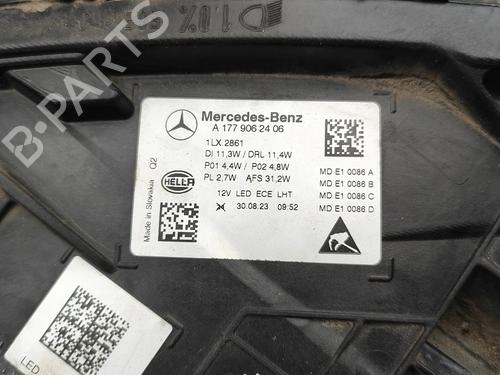 D 1.0%
Mercedes-Benz
A 177 906 24 06
1LX.2861
DI 11,3W / DRL 11,4W
P01 4,4W / P02 4,8W
PL 2,7W AFS 31,2W
12V LED ECE LHT
30.08.23 09:52
HELLA
Made in Slovakia Q2
MD E1 0086 A
MD E1 0086 B
MD E1 0086 C
MD E1 0086 D
LED
B-PARTS